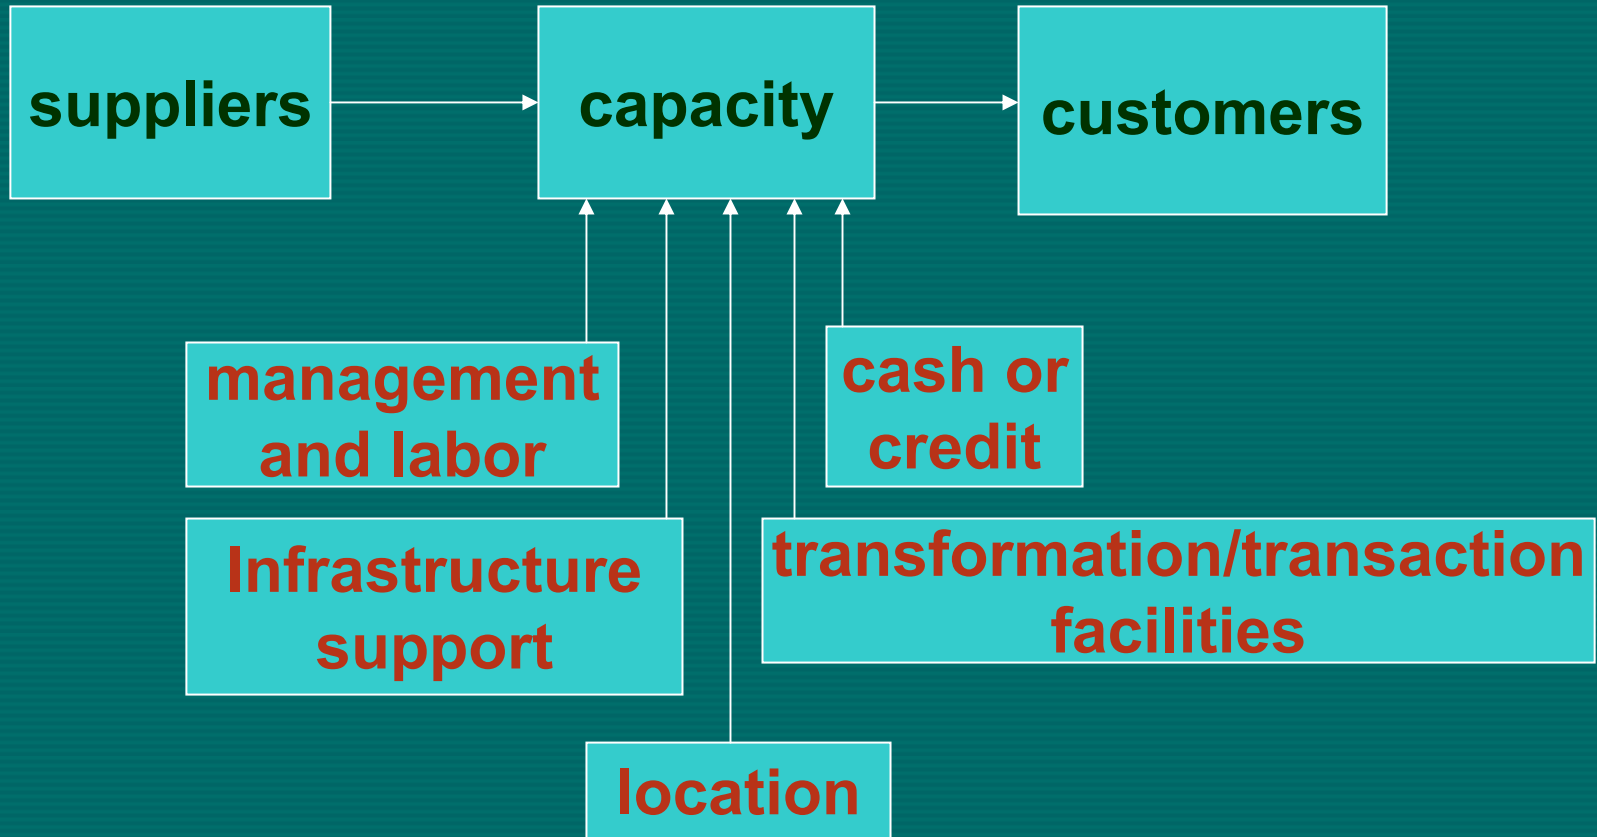 suppliers
capacity
customers
management
and labor
cash or
credit
Infrastructure
support
transformation/transaction
facilities
location